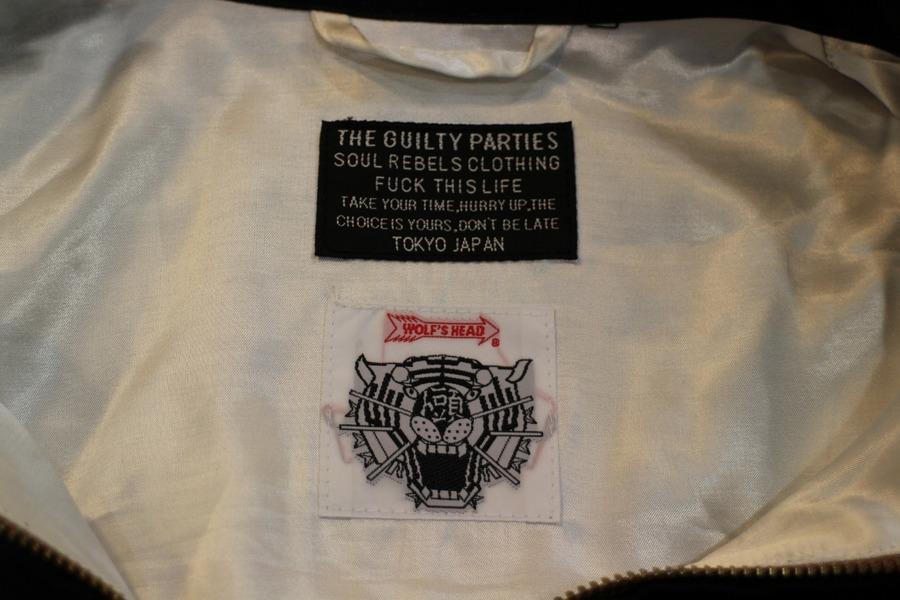 THE GUILTY PARTIES
SOUL REBELS CLOTHING
FUCK THIS LIFE
TAKE YOUR TIME,HURRY UP,THE
CHOICE IS YOURS,DON'T BE LATE
TOKYO JAPAN
WOLF'S HEAD
®